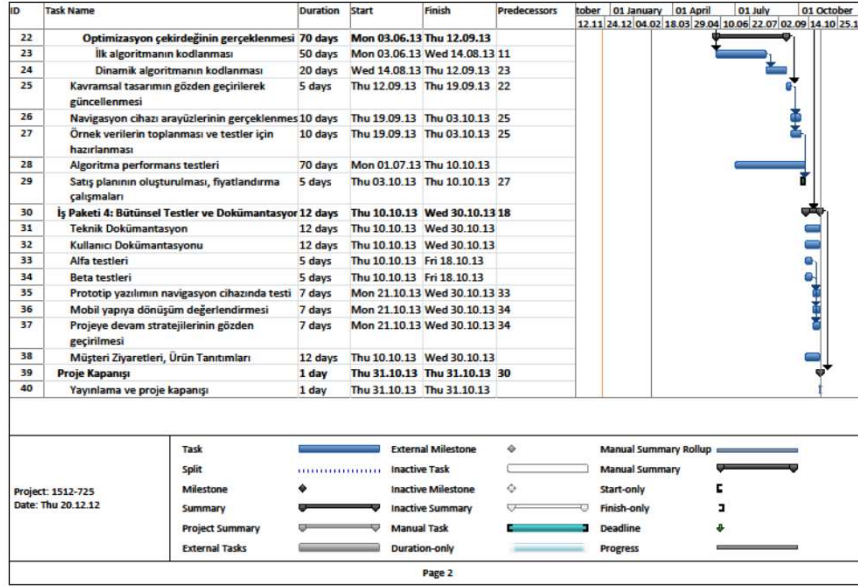 ID Task Name Duration Start Finish Predecessors tober 01 January 01 April 01 July 01 October
12.11 24.12 04.02 18.03 29.04 10.06 22.07 02.09 14.10 25.1
22 Optimizasyon çekirdeğinin gerçeklenmesi 70 days Mon 03.06.13 Thu 12.09.13
23 İlk algoritmanın kodlanması 50 days Mon 03.06.13 Wed 14.08.13 11
24 Dinamik algoritmanın kodlanması 20 days Wed 14.08.13 Thu 12.09.13 23
25 Kavramsal tasarımın gözden geçirilerek 5 days Thu 12.09.13 Thu 19.09.13 22
güncellenmesi
26 Navigasyon cihazı arayüzlerinin gerçeklenmes 10 days Thu 19.09.13 Thu 03.10.13 25
27 Örnek verilerin toplanması ve testler için 10 days Thu 19.09.13 Thu 03.10.13 25
hazırlanması
28 Algoritma performans testleri 70 days Mon 01.07.13 Thu 10.10.13
29 Satış planının oluşturulması, fiyatlandırma 5 days Thu 03.10.13 Thu 10.10.13 27
çalışmaları
30 İş Paketi 4: Bütünsel Testler ve Dokümantasyor 12 days Thu 10.10.13 Wed 30.10.13 18
31 Teknik Dokümantasyon 12 days Thu 10.10.13 Wed 30.10.13
32 Kullanıcı Dokümantasyonu 12 days Thu 10.10.13 Wed 30.10.13
33 Alfa testleri 5 days Thu 10.10.13 Fri 18.10.13
34 Beta testleri 5 days Thu 10.10.13 Fri 18.10.13
35 Prototip yazılımın navigasyon cihazında testi 7 days Mon 21.10.13 Wed 30.10.13 33
36 Mobil yapıya dönüşüm değerlendirmesi 7 days Mon 21.10.13 Wed 30.10.13 34
37 Projeye devam stratejilerinin gözden 7 days Mon 21.10.13 Wed 30.10.13 34
geçirilmesi
38 Müşteri Ziyaretleri, Ürün Tanıtımları 12 days Thu 10.10.13 Wed 30.10.13
39 Proje Kapanışı 1 day Thu 31.10.13 Thu 31.10.13 30
40 Yayınlama ve proje kapanışı 1 day Thu 31.10.13 Thu 31.10.13
Project: 1512-725
Date: Thu 20.12.12
Task External Milestone Manual Summary Rollup
Split Inactive Task Manual Summary
Milestone Inactive Milestone Start-only
Summary Inactive Summary Finish-only
Project Summary Manual Task Deadline
External Tasks Duration-only Progress
Page 2